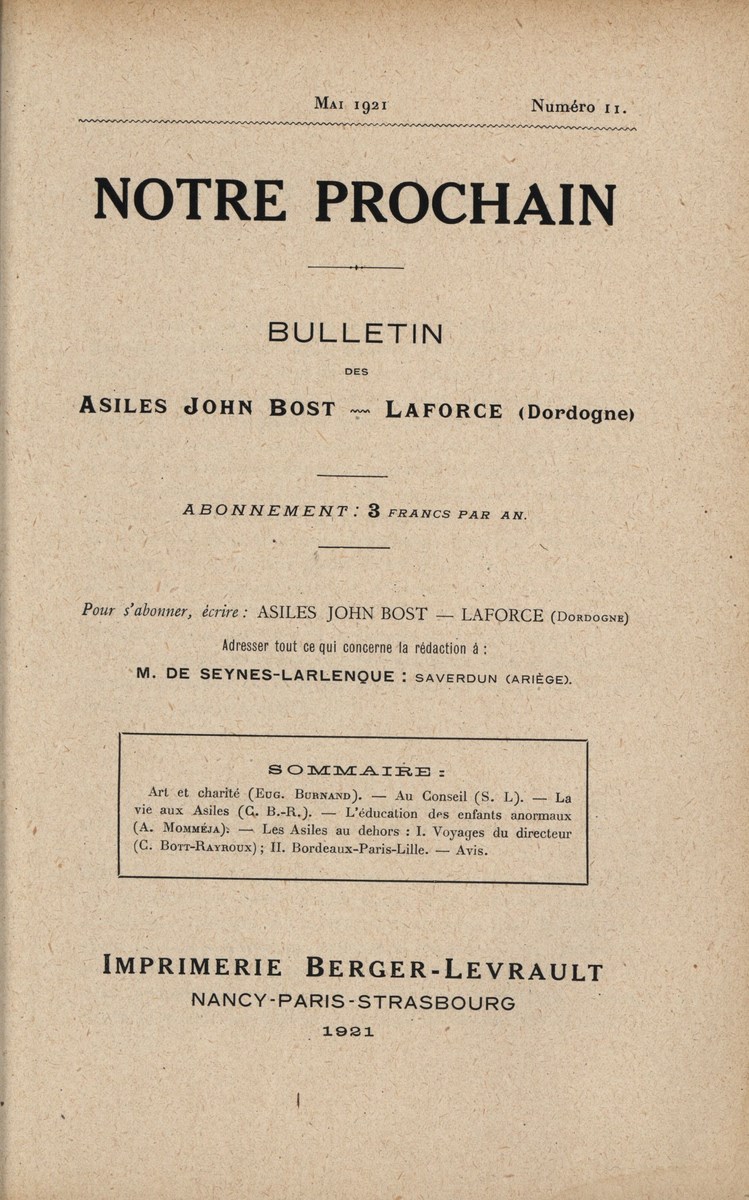 Mai 1921 Numéro 11.
NOTRE PROCHAIN
BULLETIN
DES
ASILES JOHN BOST ~~ LAFORCE (Dordogne)
ABONNEMENT: 3 FRANCS PAR AN.
Pour s'abonner, écrire : ASILES JOHN BOST — LAFORCE (DORDOGNE)
Adresser tout ce qui concerne la rédaction á :
M. DE SEYNES-LARLENQUE : SAVERDUN (ARIÈGE).
SOMMAIRE :
Art et charité (EUG. BURNAND). — Au Conseil (S. L). — La
vie aux Asiles (C. B.-R.). — L'éducation des enfants anormaux
(A. MOMMÉJA). — Les Asiles au dehors : I. Voyages du directeur
(C. BOTT-RAYROUX) ; II. Bordeaux-Paris-Lille. — Avis.
IMPRIMERIE BERGER-LEVRAULT
NANCY-PARIS-STRASBOURG
1921